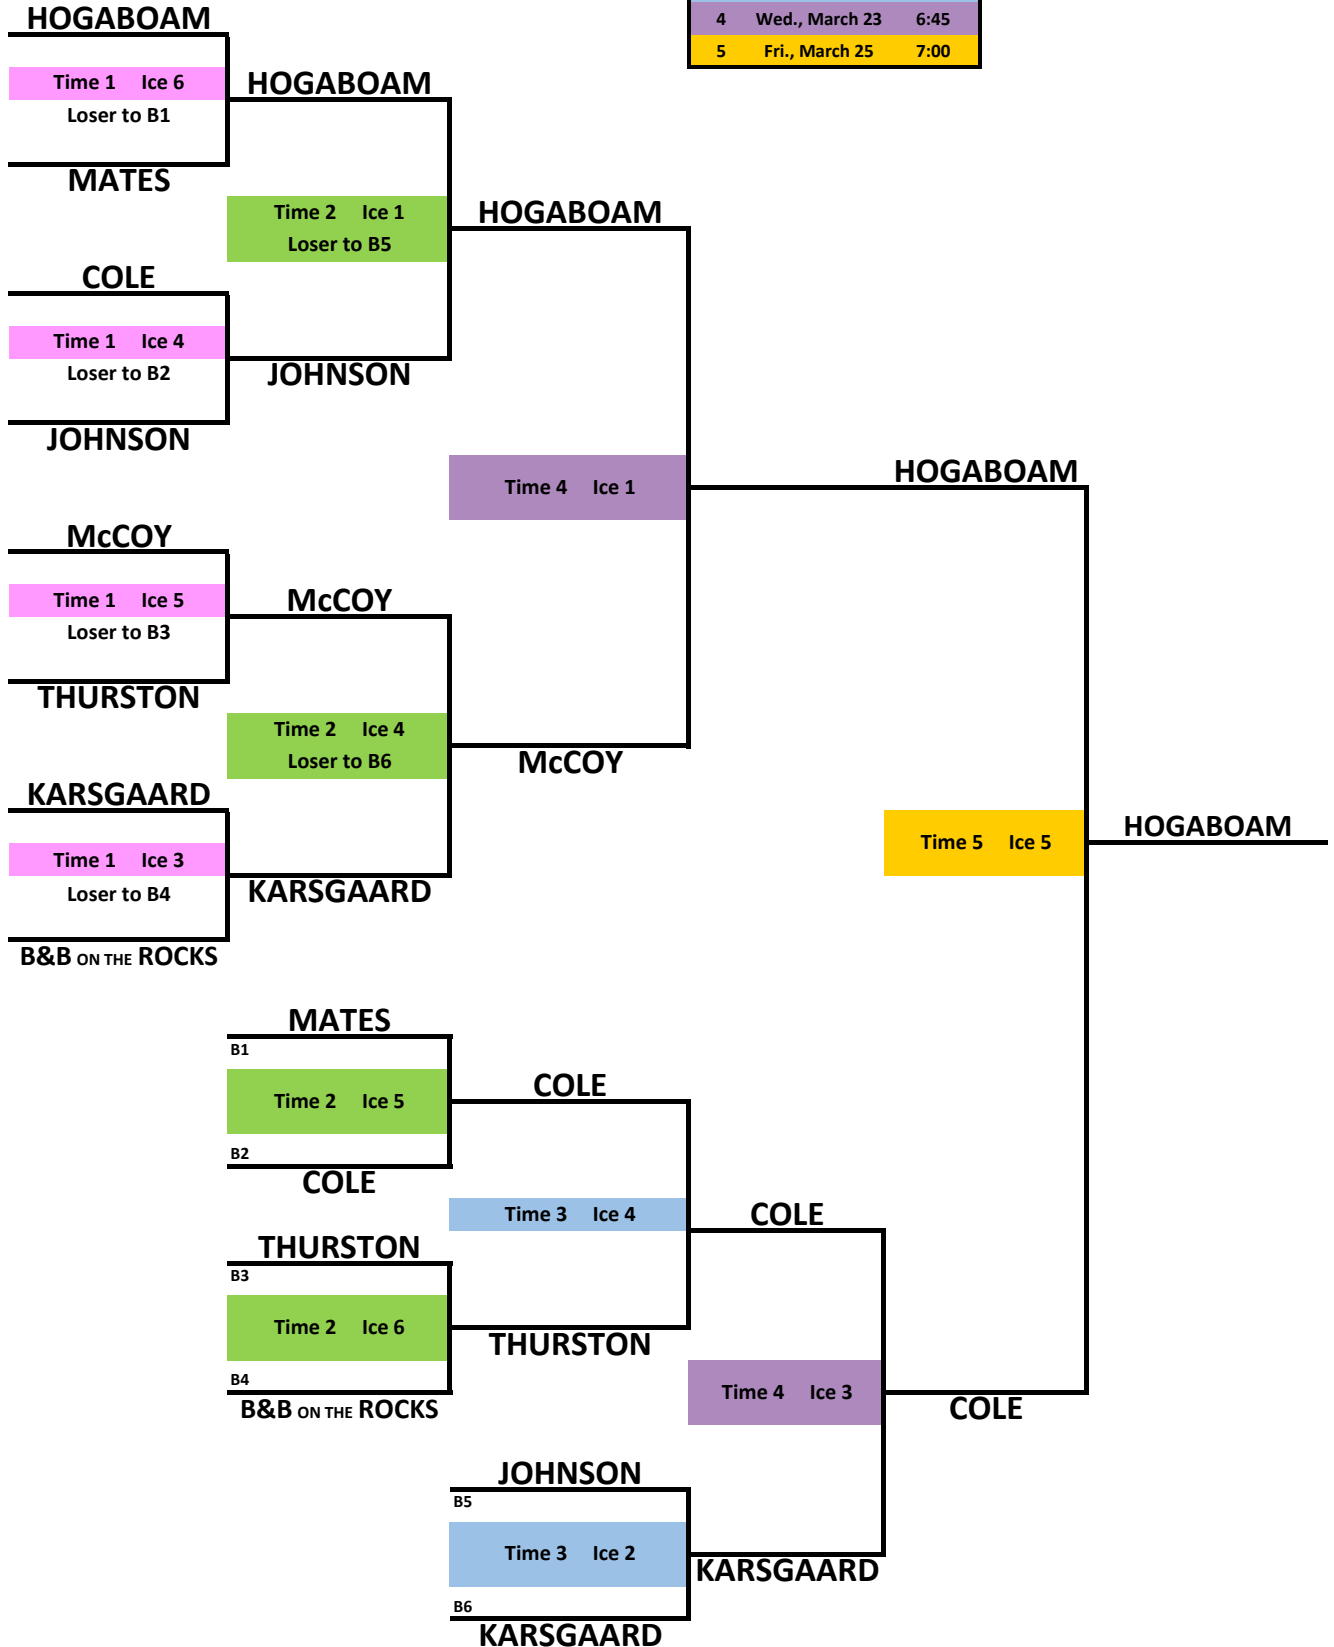 HOGABOAM
4 Wed., March 23 6:45
5 Fri., March 25 7:00
Time 1 Ice 6
HOGABOAM
Loser to B1
MATES
Time 2 Ice 1
HOGABOAM
Loser to B5
COLE
Time 1 Ice 4
Loser to B2
JOHNSON
JOHNSON
HOGABOAM
Time 4 Ice 1
McCOY
Time 1 Ice 5
McCOY
Loser to B3
THURSTON
Time 2 Ice 4
Loser to B6
McCOY
KARSGAARD
HOGABOAM
Time 5 Ice 5
Time 1 Ice 3
Loser to B4
KARSGAARD
B&B ON THE ROCKS
MATES
B1
COLE
Time 2 Ice 5
B2
COLE
Time 3 Ice 4
COLE
THURSTON
B3
Time 2 Ice 6
THURSTON
B4
Time 4 Ice 3
B&B ON THE ROCKS
COLE
JOHNSON
B5
Time 3 Ice 2
KARSGAARD
B6
KARSGAARD